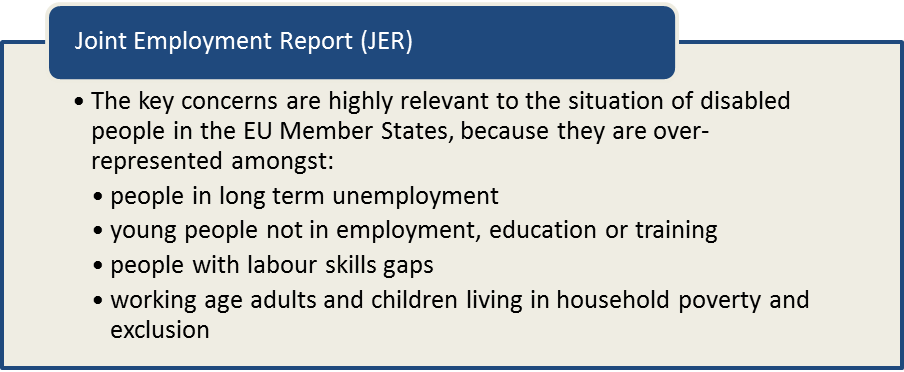 Joint Employment Report (JER)
• The key concerns are highly relevant to the situation of disabled
people in the EU Member States, because they are over-
represented amongst:
• people in long term unemployment
• young people not in employment, education or training
• people with labour skills gaps
• working age adults and children living in household poverty and
exclusion